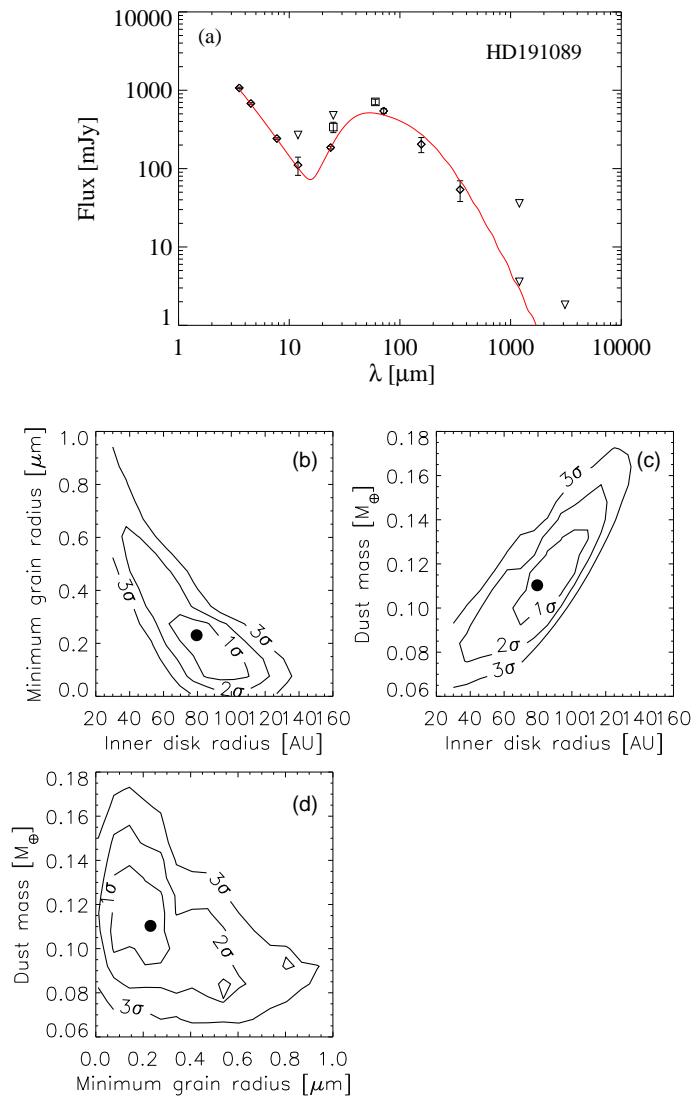 (a)
HD191089
10000
1000
100
10
1
Flux [mJy]
1 10 100 1000 10000
λ [μm]
(b)
1.0
0.8
0.6
0.4
0.2
0.0
Minimum grain radius [μm]
3σ
1σ
3σ
2σ
20 40 60 80 100 120 140 160
Inner disk radius [AU]
(c)
0.18
0.16
0.14
0.12
0.10
0.08
0.06
Dust mass [M⊕]
3σ
1σ
2σ
3σ
20 40 60 80 100 120 140 160
Inner disk radius [AU]
(d)
0.18
0.16
0.14
0.12
0.10
0.08
0.06
Dust mass [M⊕]
3σ
1σ
2σ
3σ
0.0 0.2 0.4 0.6 0.8 1.0
Minimum grain radius [μm]